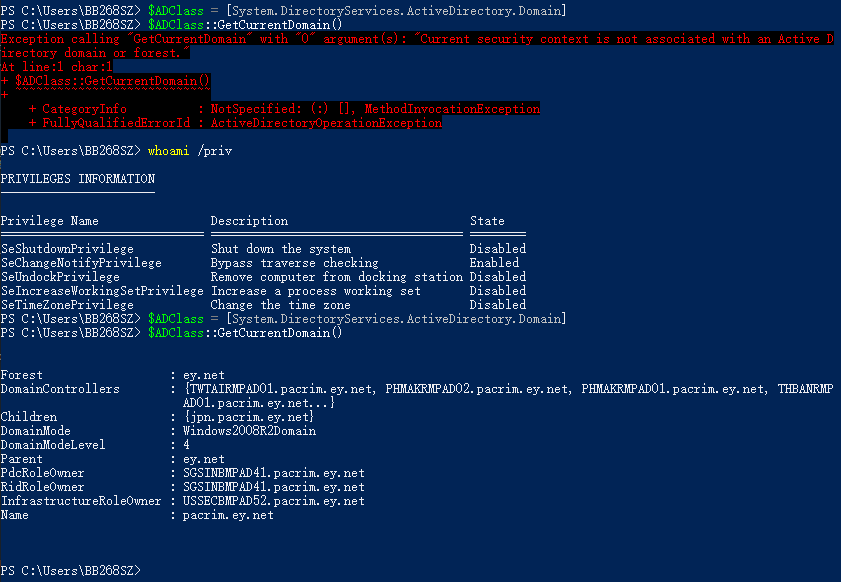 PS C:\Users\BB268SZ> $ADClass = [System.DirectoryServices.ActiveDirectory.Domain]
PS C:\Users\BB268SZ> $ADClass::GetCurrentDomain()
Exception calling "GetCurrentDomain" with "0" argument(s): "Current security context is not associated with an Active D
irectory domain or forest."
At line:1 char:1
+ $ADClass::GetCurrentDomain()
+
    + CategoryInfo          : NotSpecified: (:) [], MethodInvocationException
    + FullyQualifiedErrorId : ActiveDirectoryOperationException
PS C:\Users\BB268SZ> whoami /priv
PRIVILEGES INFORMATION
Privilege Name                Description                          State
SeShutdownPrivilege           Shut down the system                 Disabled
SeChangeNotifyPrivilege       Bypass traverse checking             Enabled
SeUndockPrivilege             Remove computer from docking station Disabled
SeIncreaseWorkingSetPrivilege Increase a process working set       Disabled
SeTimeZonePrivilege           Change the time zone                 Disabled
PS C:\Users\BB268SZ> $ADClass = [System.DirectoryServices.ActiveDirectory.Domain]
PS C:\Users\BB268SZ> $ADClass::GetCurrentDomain()
Forest                  : ey.net
DomainControllers       : {TWTAIRMPAD01.pacrim.ey.net, PHMAKRMPAD02.pacrim.ey.net, PHMAKRMPAD01.pacrim.ey.net, THBANRMP
                          AD01.pacrim.ey.net...}
Children                : {jpn.pacrim.ey.net}
DomainMode              : Windows2008R2Domain
DomainModeLevel         : 4
Parent                  : ey.net
PdcRoleOwner            : SGSINBMPAD41.pacrim.ey.net
RidRoleOwner            : SGSINBMPAD41.pacrim.ey.net
InfrastructureRoleOwner : USSECBMPAD52.pacrim.ey.net
Name                    : pacrim.ey.net
PS C:\Users\BB268SZ>